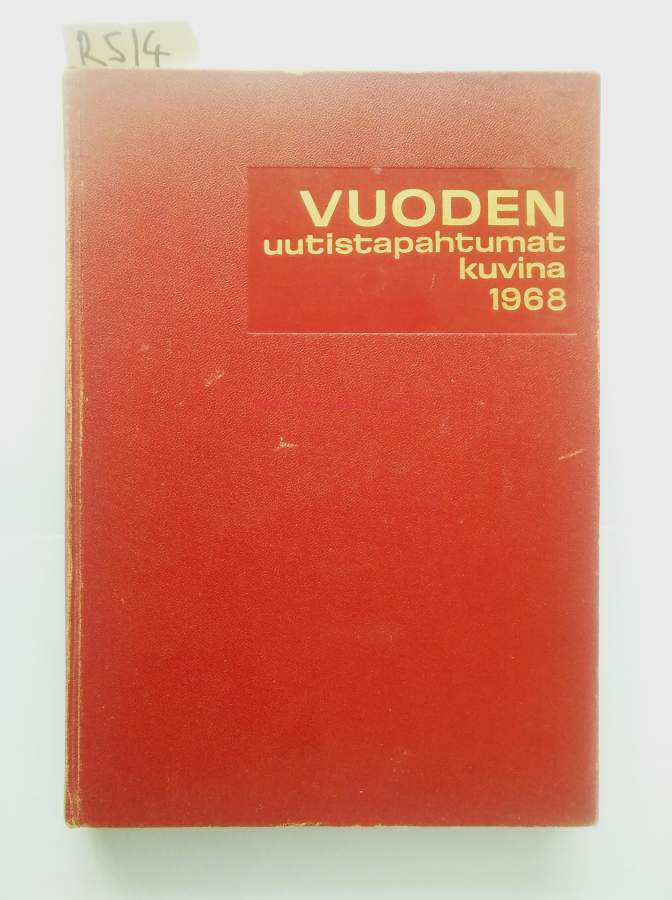 R514
VUODEN
uutistapahtumat
kuvina
1968